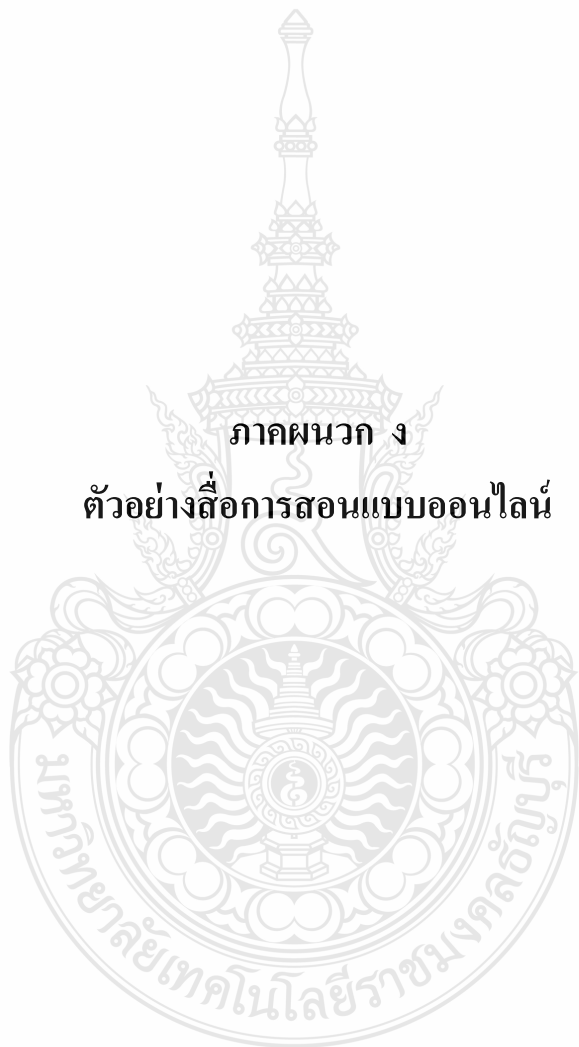 ภาคผนวก ง
ตัวอย่างสื่อการสอนแบบออนไลน์
มหาวิทยาลัยเทคโนโลยีราชมงคลธัญบุรี